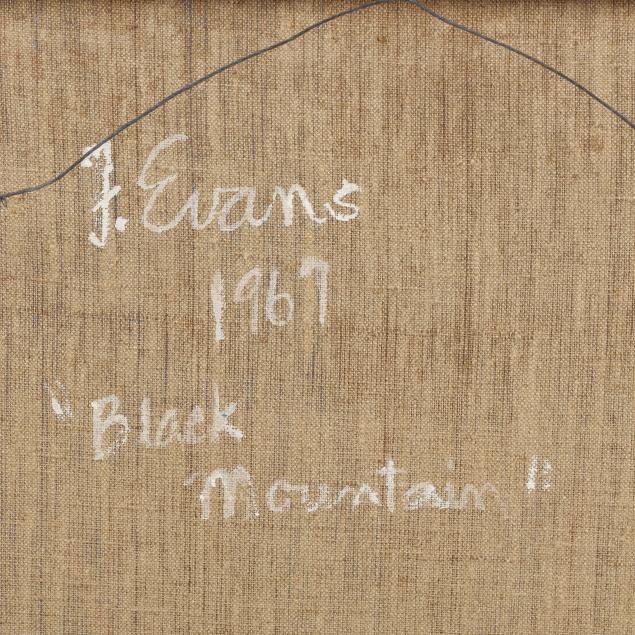 J. Evans
1967
"Black
Mountain"